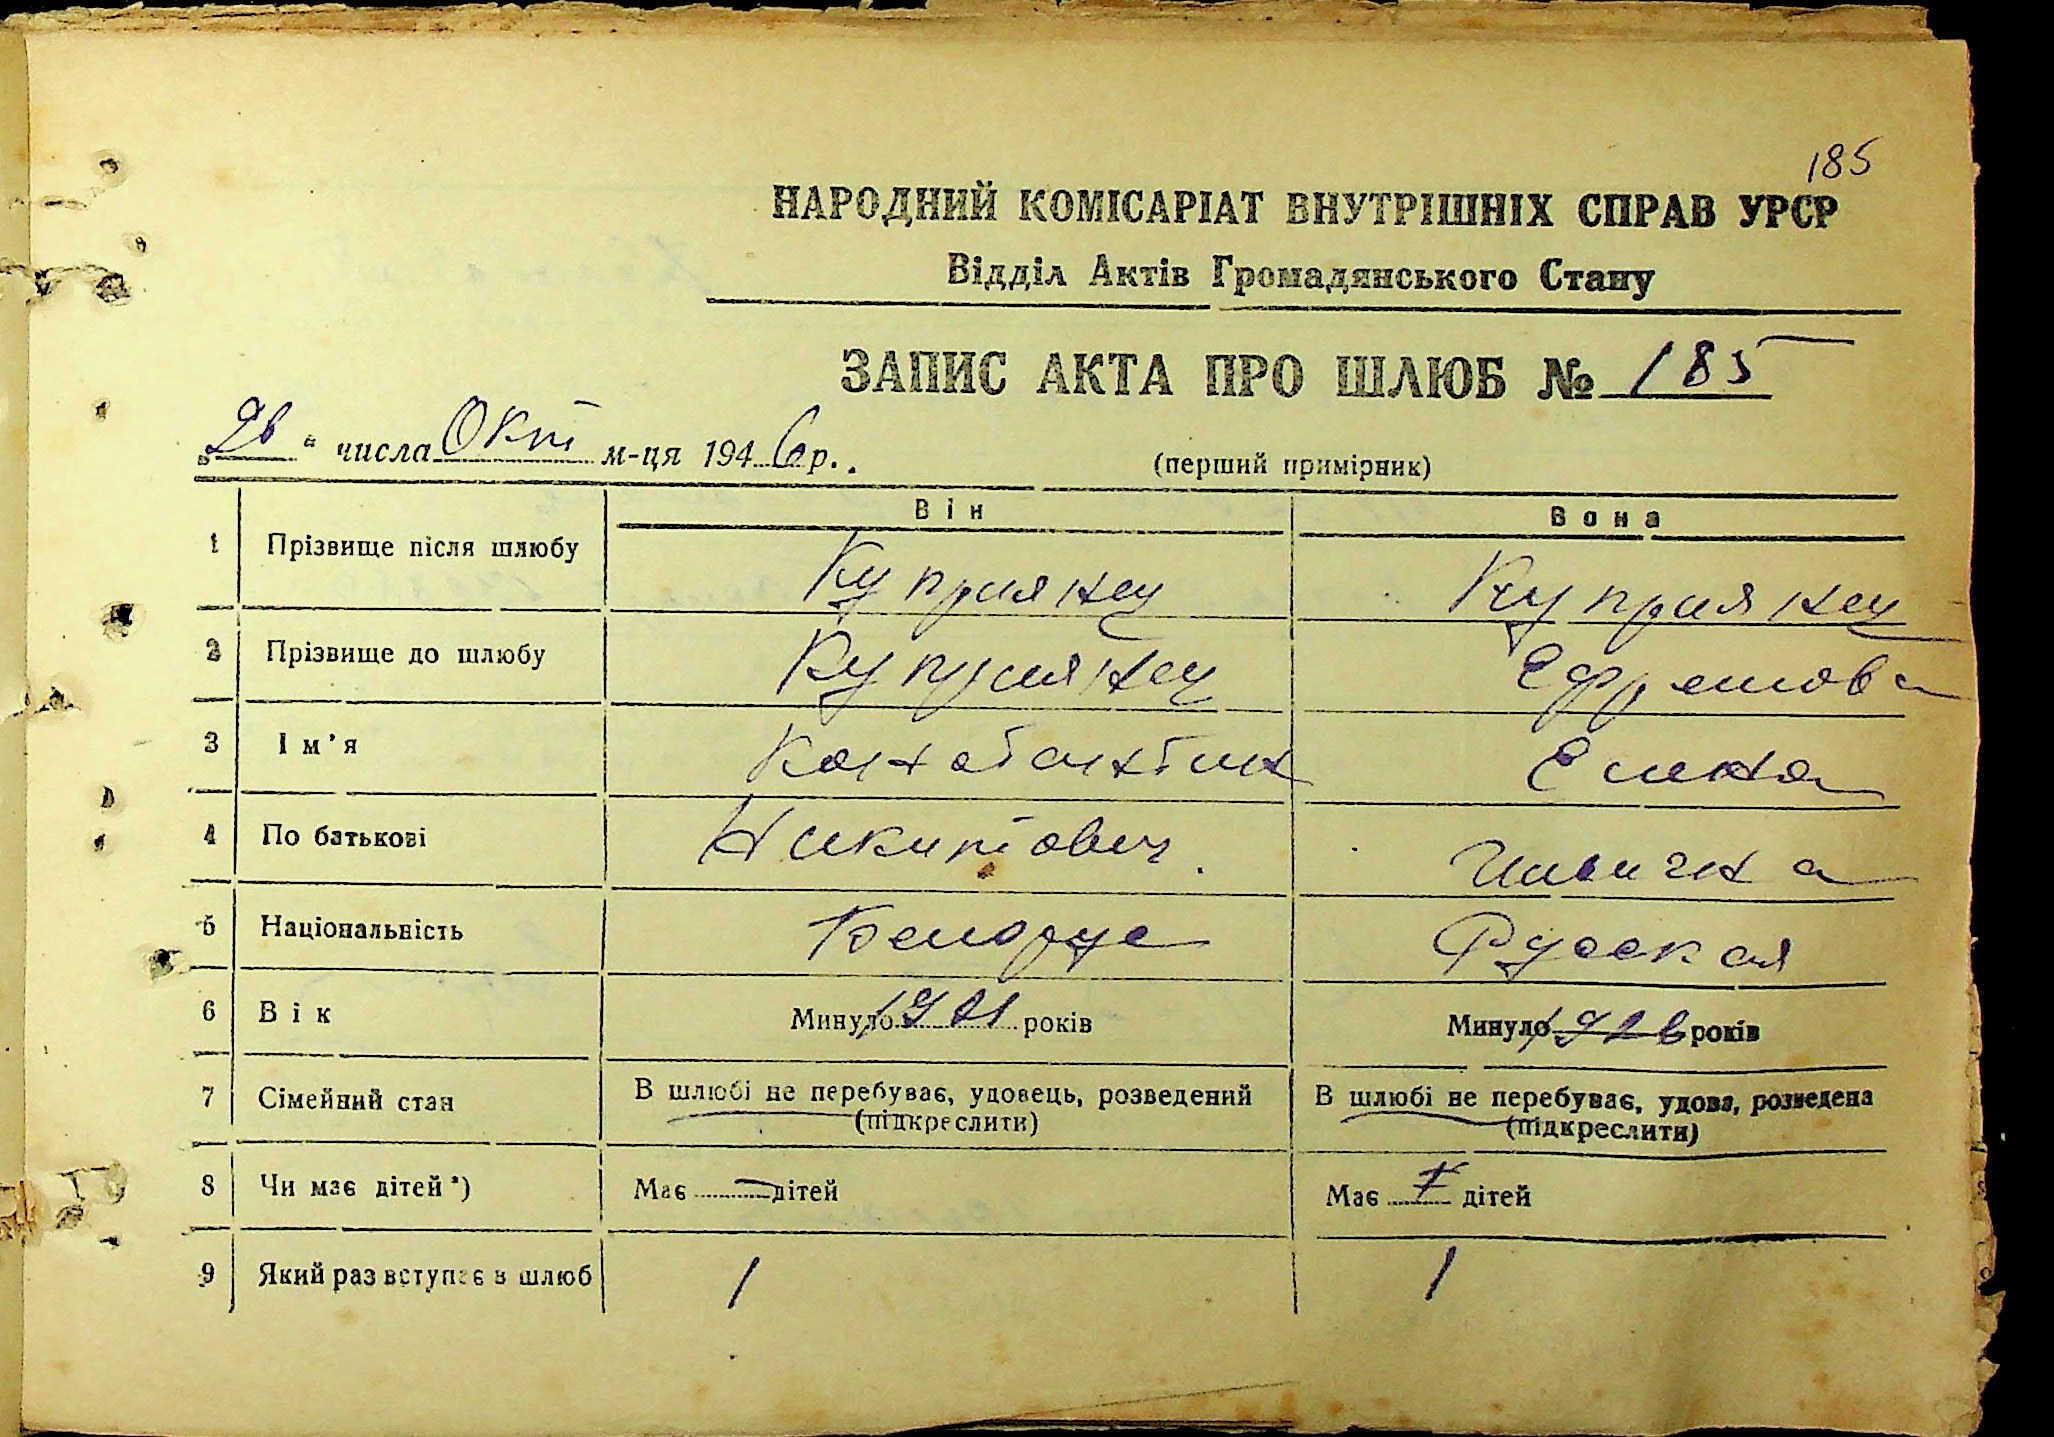 185
НАРОДНИЙ КОМІСАРІАТ ВНУТРІШНІХ СПРАВ УРСР
Відділ Актів Громадянського Стану
ЗАПИС АКТА ПРО ШЛЮБ № 185
„26“ числа Окт м-ця 1946 р.
(перший примірник)
Він Вона
1 Прізвище після шлюбу Куприянец Куприянец
2 Прізвище до шлюбу Куприянец Ефремова
3 Ім'я Константин Елена
4 По батькові Никитович Ильинична
5 Національність Белорус Русская
6 Вік Минуло 1921 років Минуло 1926 років
7 Сімейний стан В шлюбі не перебуває, удовець, розведений В шлюбі не перебуває, удова, розведена
(підкреслити) (підкреслити)
8 Чи має дітей*) Має — дітей Має дітей
9 Який раз вступає в шлюб 1 1